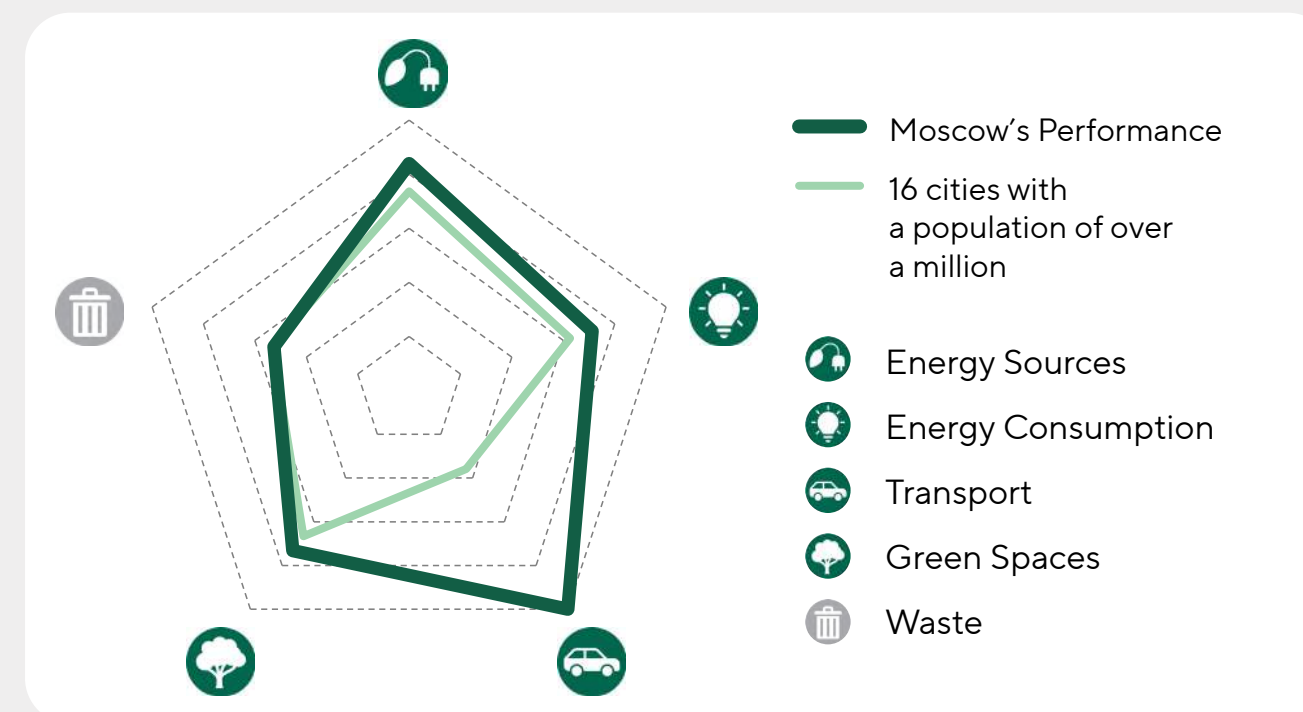 Moscow’s Performance
16 cities with
a population of over
a million
Energy Sources
Energy Consumption
Transport
Green Spaces
Waste